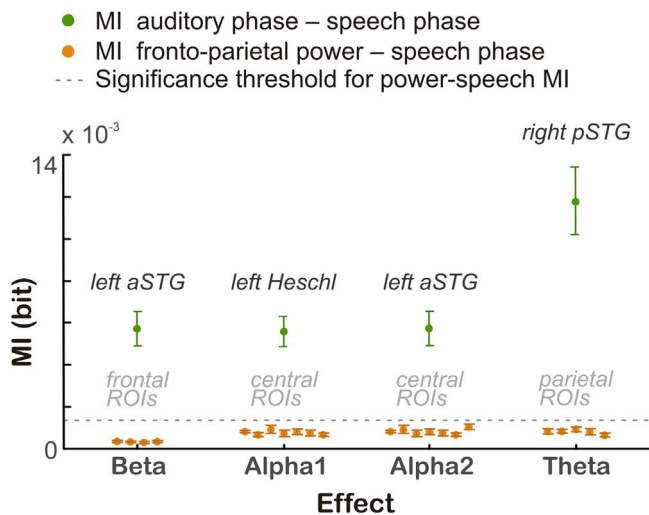 MI auditory phase – speech phase
MI fronto-parietal power – speech phase
Significance threshold for power-speech MI
x 10⁻³
right pSTG
14
left aSTG left Heschl left aSTG
MI (bit)
frontal ROIs
central ROIs
central ROIs
parietal ROIs
0
Beta Alpha1 Alpha2 Theta
Effect